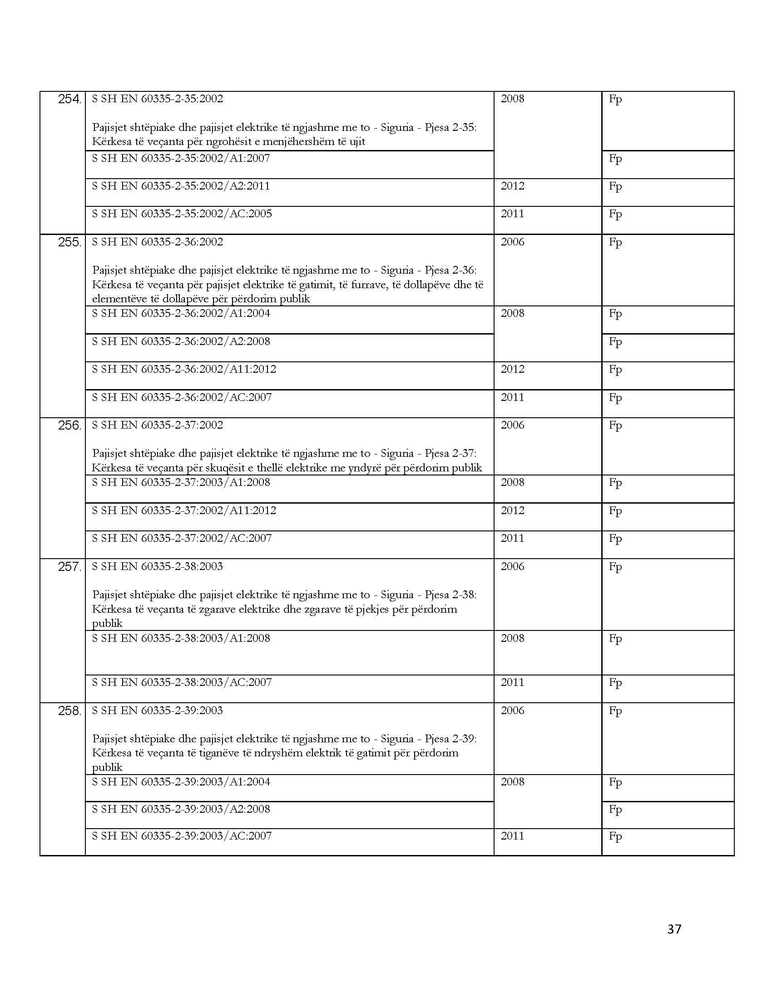 254. S SH EN 60335-2-35:2002 2008 Fp
Pajisjet shtëpiake dhe pajisjet elektrike të ngjashme me to - Siguria - Pjesa 2-35:
Kërkesa të veçanta për ngrohësit e menjëhershëm të ujit
S SH EN 60335-2-35:2002/A1:2007 Fp
S SH EN 60335-2-35:2002/A2:2011 2012 Fp
S SH EN 60335-2-35:2002/AC:2005 2011 Fp
255. S SH EN 60335-2-36:2002 2006 Fp
Pajisjet shtëpiake dhe pajisjet elektrike të ngjashme me to - Siguria - Pjesa 2-36:
Kërkesa të veçanta për pajisjet elektrike të gatimit, të furrave, të dollapëve dhe të
elementëve të dollapëve për përdorim publik
S SH EN 60335-2-36:2002/A1:2004 2008 Fp
S SH EN 60335-2-36:2002/A2:2008 Fp
S SH EN 60335-2-36:2002/A11:2012 2012 Fp
S SH EN 60335-2-36:2002/AC:2007 2011 Fp
256. S SH EN 60335-2-37:2002 2006 Fp
Pajisjet shtëpiake dhe pajisjet elektrike të ngjashme me to - Siguria - Pjesa 2-37:
Kërkesa të veçanta për skuqësit e thellë elektrike me yndyrë për përdorim publik
S SH EN 60335-2-37:2003/A1:2008 2008 Fp
S SH EN 60335-2-37:2002/A11:2012 2012 Fp
S SH EN 60335-2-37:2002/AC:2007 2011 Fp
257. S SH EN 60335-2-38:2003 2006 Fp
Pajisjet shtëpiake dhe pajisjet elektrike të ngjashme me to - Siguria - Pjesa 2-38:
Kërkesa të veçanta të zgarave elektrike dhe zgarave të pjekjes për përdorim
publik
S SH EN 60335-2-38:2003/A1:2008 2008 Fp
S SH EN 60335-2-38:2003/AC:2007 2011 Fp
258. S SH EN 60335-2-39:2003 2006 Fp
Pajisjet shtëpiake dhe pajisjet elektrike të ngjashme me to - Siguria - Pjesa 2-39:
Kërkesa të veçanta të tiganëve të ndryshëm elektrik të gatimit për përdorim
publik
S SH EN 60335-2-39:2003/A1:2004 2008 Fp
S SH EN 60335-2-39:2003/A2:2008 Fp
S SH EN 60335-2-39:2003/AC:2007 2011 Fp
37